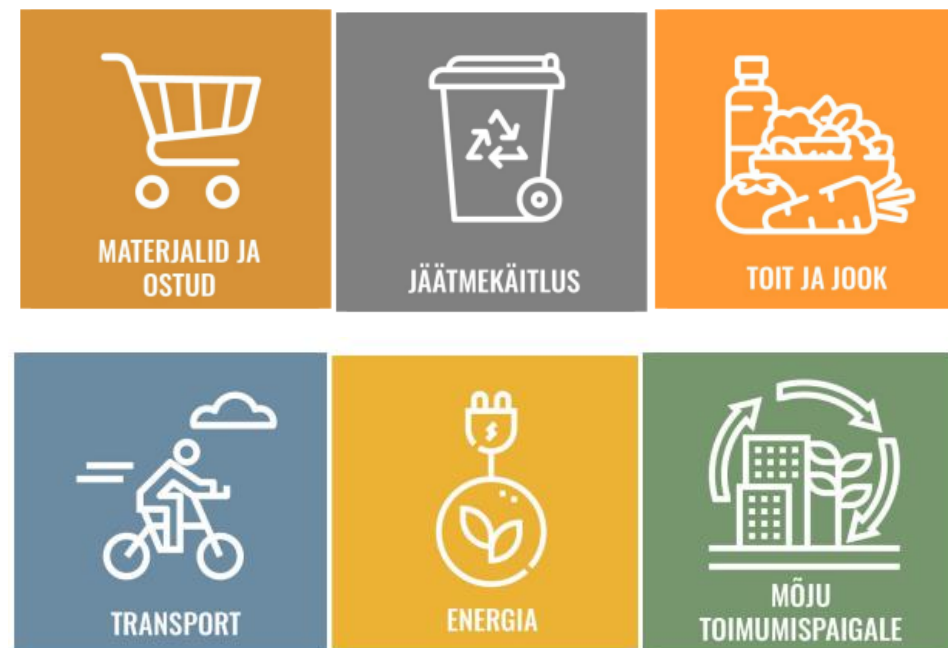 MATERJALID JA
OSTUD
JÄÄTMEKÄITLUS
TOIT JA JOOK
TRANSPORT
ENERGIA
MÕJU
TOIMUMISPAIGALE